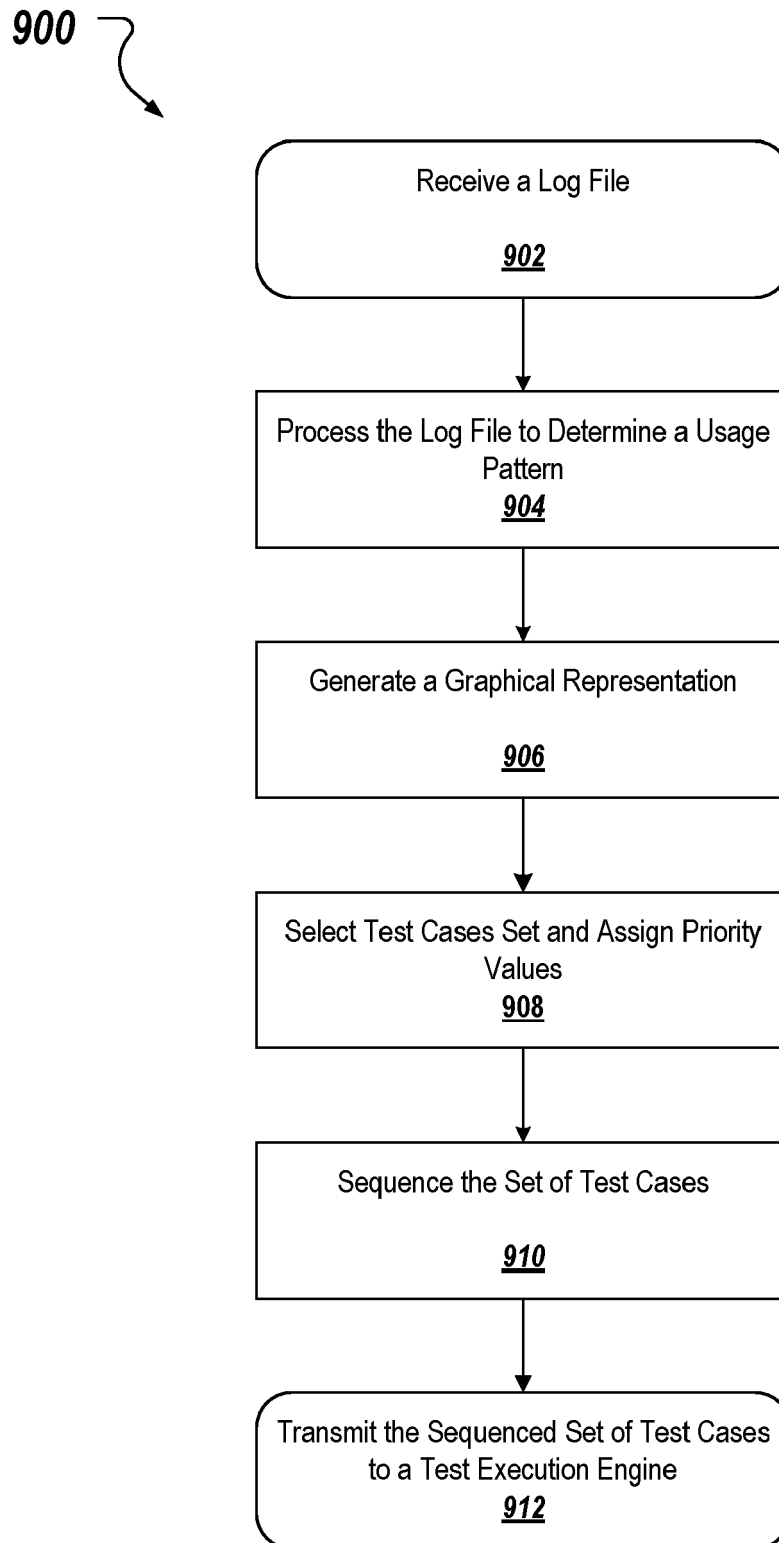 900
Receive a Log File
902
Process the Log File to Determine a Usage
Pattern
904
Generate a Graphical Representation
906
Select Test Cases Set and Assign Priority
Values
908
Sequence the Set of Test Cases
910
Transmit the Sequenced Set of Test Cases
to a Test Execution Engine
912